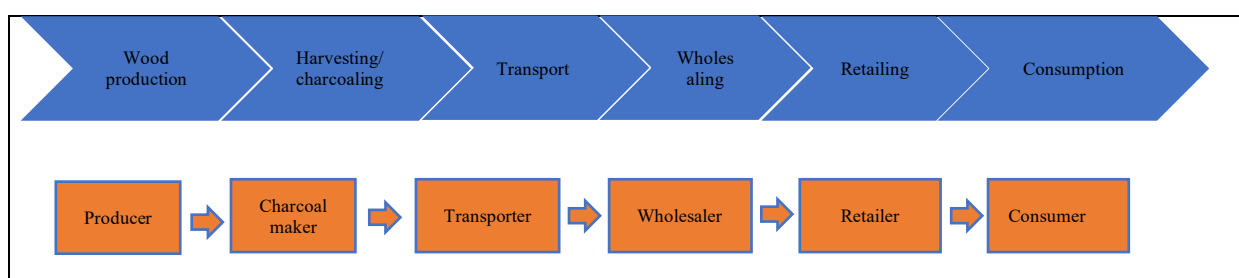 Wood
production
Harvesting/
charcoaling
Transport
Wholes
aling
Retailing
Consumption
Producer
Charcoal
maker
Transporter
Wholesaler
Retailer
Consumer